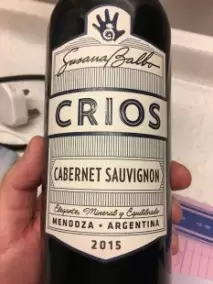 Susana Balbo
CRIOS
CABERNET SAUVIGNON
Elegante, Mineral y Equilibrado
MENDOZA • ARGENTINA
2015